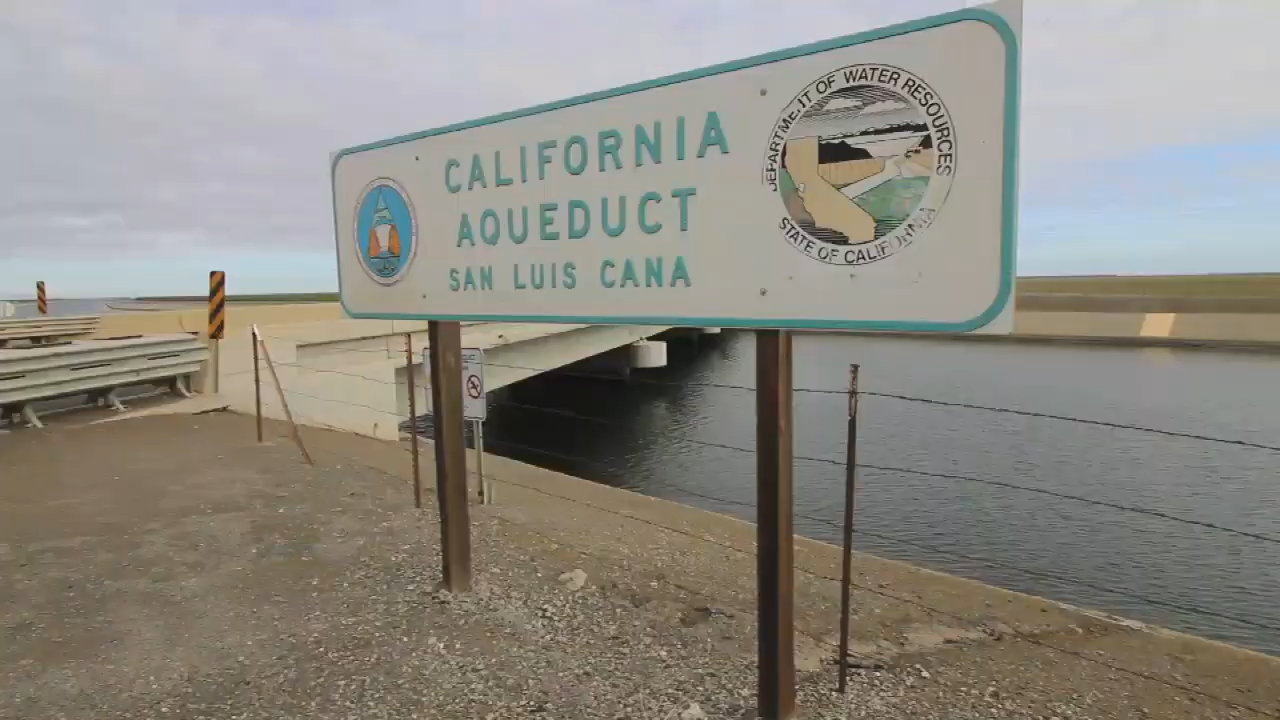 CALIFORNIA
AQUEDUCT
SAN LUIS CANA
DEPARTMENT OF WATER RESOURCES
STATE OF CALIFORNIA